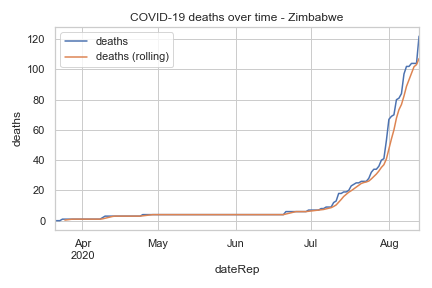 COVID-19 deaths over time - Zimbabwe
deaths
deaths (rolling)
120
100
80
60
40
20
0
deaths
Apr
2020
May
Jun
Jul
Aug
dateRep